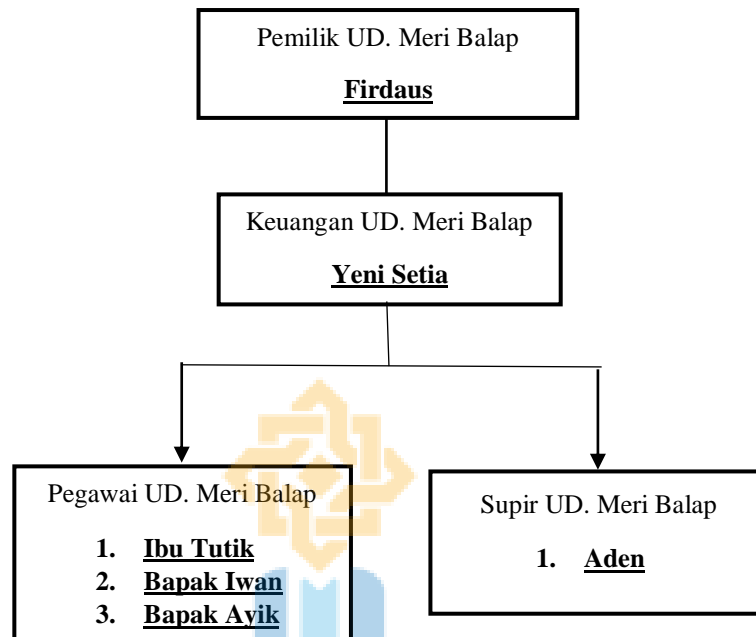 Pemilik UD. Meri Balap
Firdaus
Keuangan UD. Meri Balap
Yeni Setia
Pegawai UD. Meri Balap
1. Ibu Tutik
2. Bapak Iwan
3. Bapak Ayik
Supir UD. Meri Balap
1. Aden